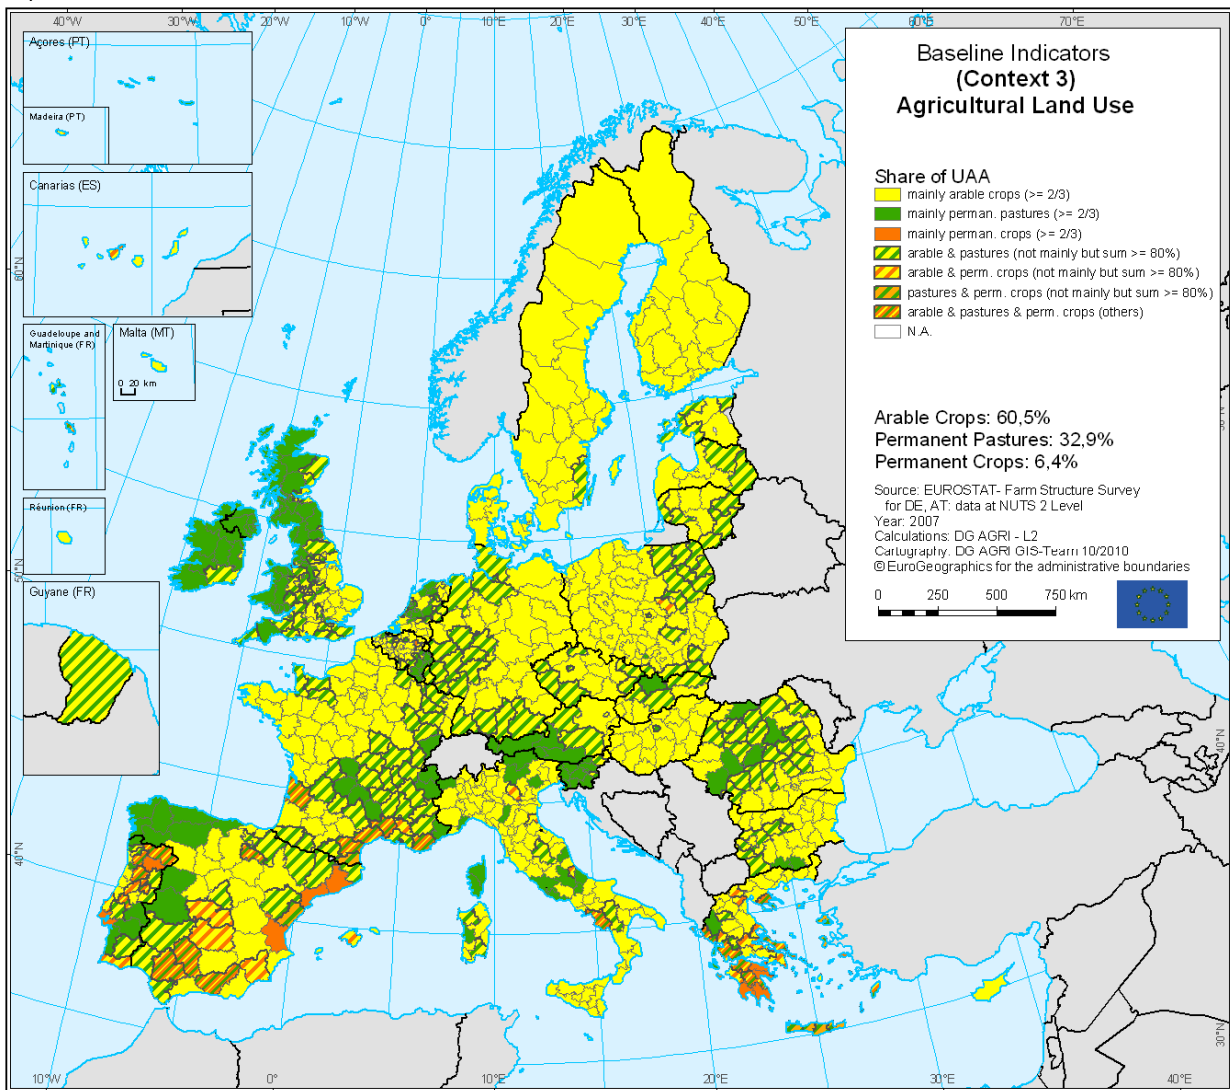 40°W
30°W
20°W
10°W
0°
10°E
20°E
30°E
40°E
50°E
60°E
70°E
Açores (PT)
Madeira (PT)
Canarias (ES)
Guadeloupe and
Martinique (FR)
Malta (MT)
0 20 km
Réunion (FR)
Guyane (FR)
Baseline Indicators
(Context 3)
Agricultural Land Use
Share of UAA
mainly arable crops (>= 2/3)
mainly perman. pastures (>= 2/3)
mainly perman. crops (>= 2/3)
arable & pastures (not mainly but sum >= 80%)
arable & perm. crops (not mainly but sum >= 80%)
pastures & perm. crops (not mainly but sum >= 80%)
arable & pastures & perm. crops (others)
N.A.
Arable Crops: 60,5%
Permanent Pastures: 32,9%
Permanent Crops: 6,4%
Source: EUROSTAT- Farm Structure Survey
for DE, AT: data at NUTS 2 Level
Year: 2007
Calculations: DG AGRI - L2
Cartography: DG AGRI GIS-Team 10/2010
© EuroGeographics for the administrative boundaries
0 250 500 750 km
60°N
50°N
40°N
40°N
30°N
10°W
0°
10°E
20°E
30°E
40°E